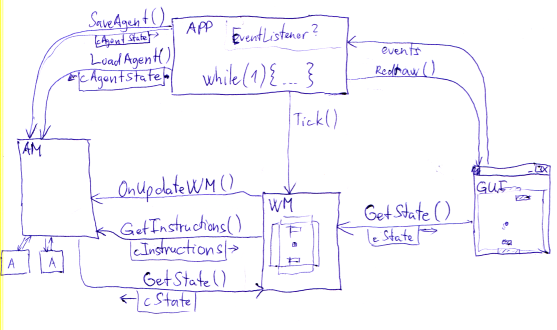 SaveAgent()
cAgentState
LoadAgent()
cAgentState
APP
EventListener?
while(1){...}
events
Redraw()
Tick()
AM
GUI
OnUpdateWM()
WM
GetInstructions()
cInstructions
GetState()
cState
A
A
GetState()
cState